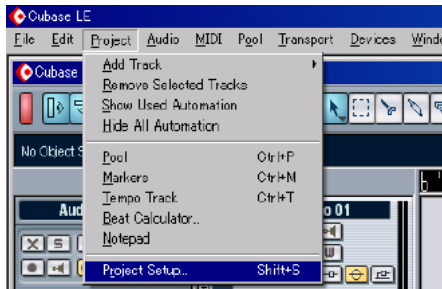 Cubase LE
File Edit Project Audio MIDI Pool Transport Devices Windo
Cubase
Add Track
Remove Selected Tracks
Show Used Automation
Hide All Automation
No Object S
Pool Ctrl+P
Markers Ctrl+M
Tempo Track Ctrl+T
Beat Calculator...
Notepad
Aud
o 01
X S
W
Project Setup... Shift+S